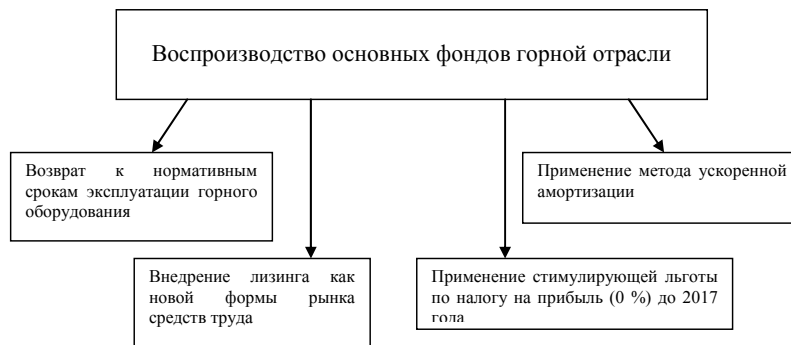 Воспроизводство основных фондов горной отрасли
Возврат к нормативным
срокам эксплуатации горного
оборудования
Применение метода ускоренной
амортизации
Внедрение лизинга как
новой формы рынка
средств труда
Применение стимулирующей льготы
по налогу на прибыль (0 %) до 2017
года